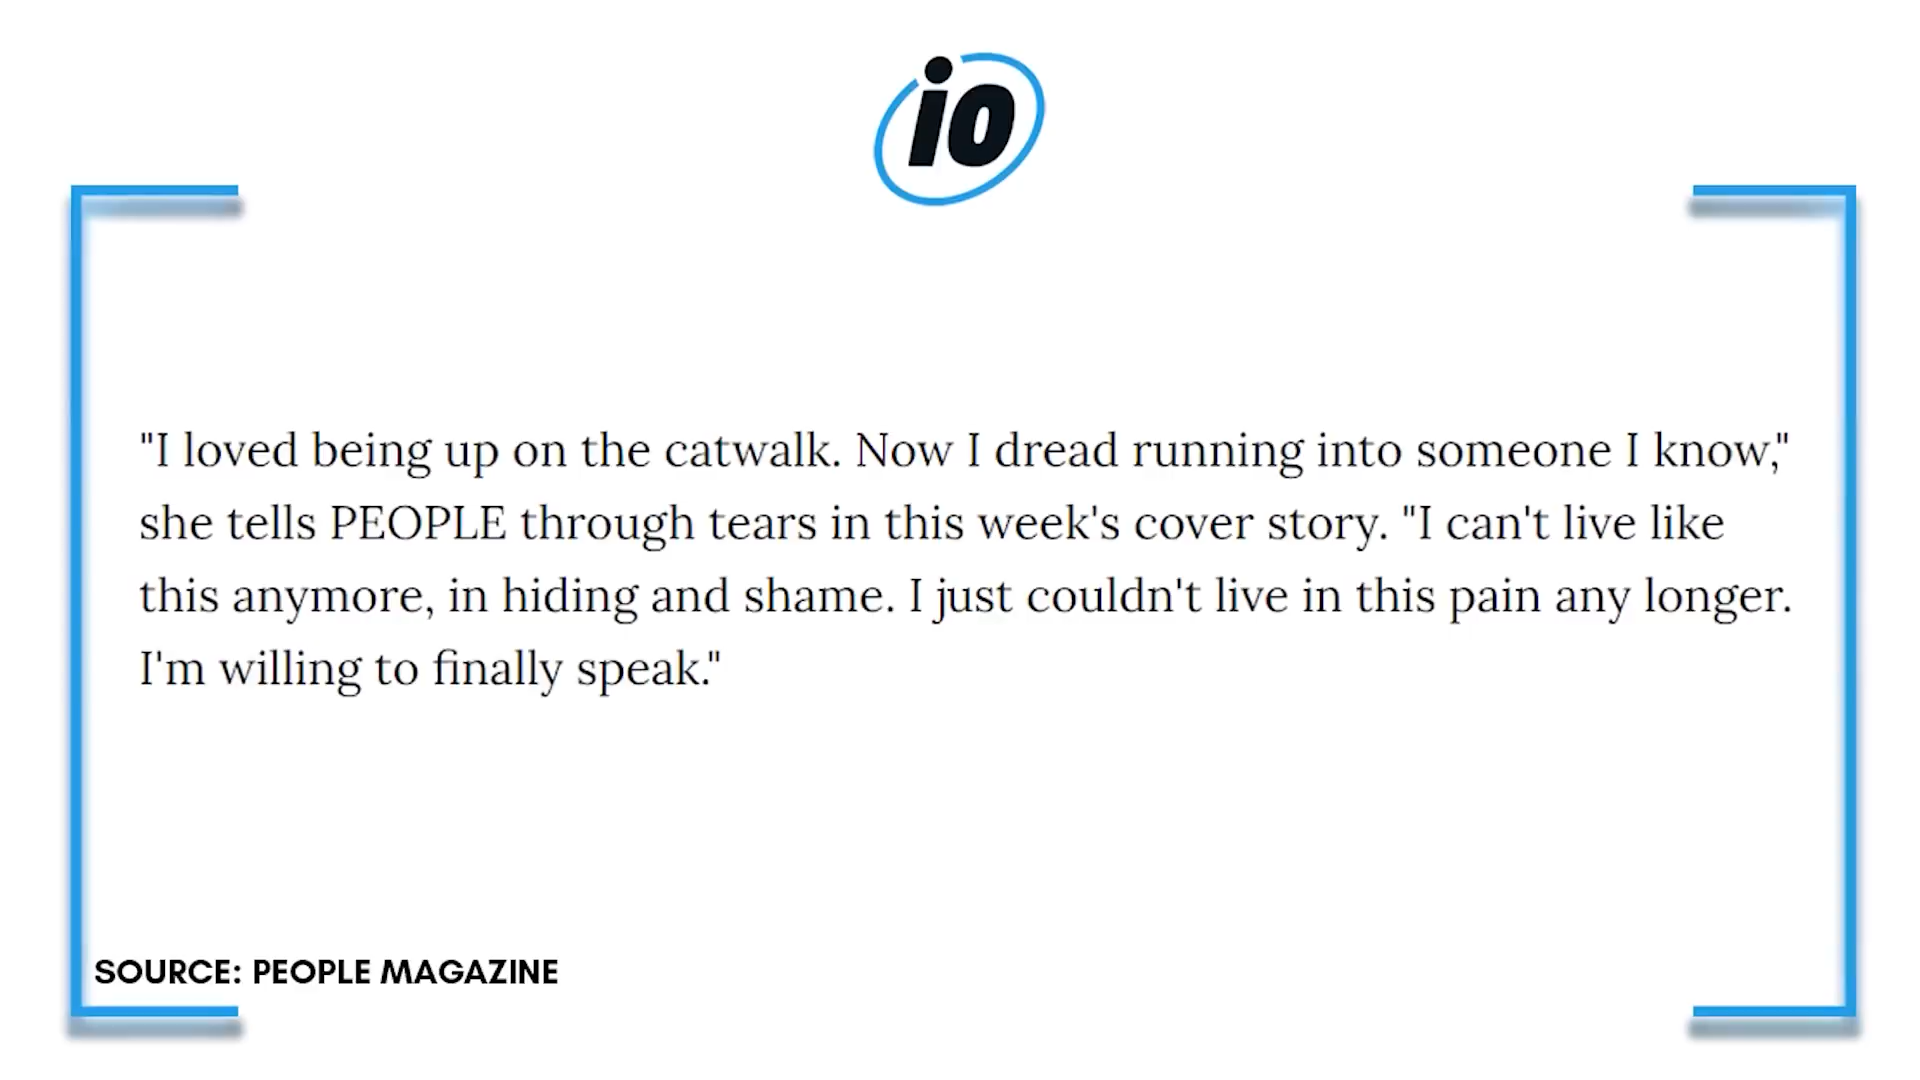 io
"I loved being up on the catwalk. Now I dread running into someone I know,"
she tells PEOPLE through tears in this week's cover story. "I can't live like
this anymore, in hiding and shame. I just couldn't live in this pain any longer.
I'm willing to finally speak."
SOURCE: PEOPLE MAGAZINE